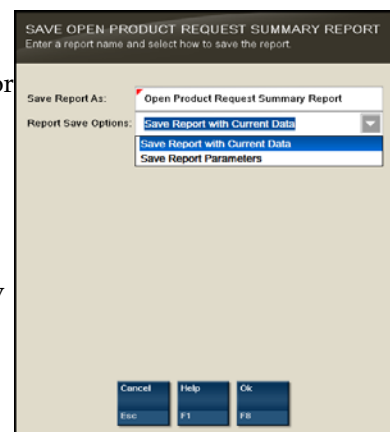 SAVE OPEN PRODUCT REQUEST SUMMARY REPORT
Enter a report name and select how to save the report.
or
Save Report As: Open Product Request Summary Report
Report Save Options: Save Report with Current Data
Save Report with Current Data
Save Report Parameters
y
Cancel Help Ok
Esc F1 F8